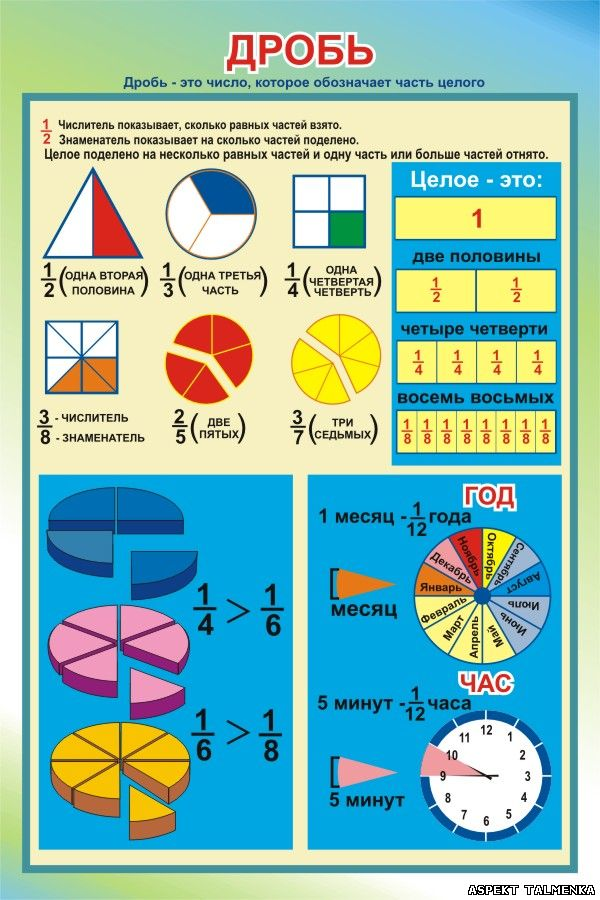 ДРОБЬ
Дробь - это число, которое обозначает часть целого
1/2 Числитель показывает, сколько равных частей взято.
Знаменатель показывает на сколько частей поделено.
Целое поделено на несколько равных частей и одну часть или больше частей отнято.
1/2 (ОДНА ВТОРАЯ
ПОЛОВИНА)
1/3 (ОДНА ТРЕТЬЯ
ЧАСТЬ)
1/4 (ОДНА
ЧЕТВЕРТАЯ
ЧЕТВЕРТЬ)
3/8 - ЧИСЛИТЕЛЬ
- ЗНАМЕНАТЕЛЬ
2/5 (ДВЕ
ПЯТЫХ)
3/7 (ТРИ
СЕДЬМЫХ)
Целое - это:
1
две половины
1/2 1/2
четыре четверти
1/4 1/4 1/4 1/4
восемь восьмых
1/8 1/8 1/8 1/8 1/8 1/8 1/8 1/8
1/4 > 1/6
1/6 > 1/8
ГОД
1 месяц - 1/12 года
месяц
Январь
Февраль
Март
Апрель
Май
Июнь
Июль
Август
Сентябрь
Октябрь
Ноябрь
Декабрь
ЧАС
5 минут - 1/12 часа
5 минут
12
1
2
3
4
5
6
7
8
9
10
11
ASPEKT TALMENKA